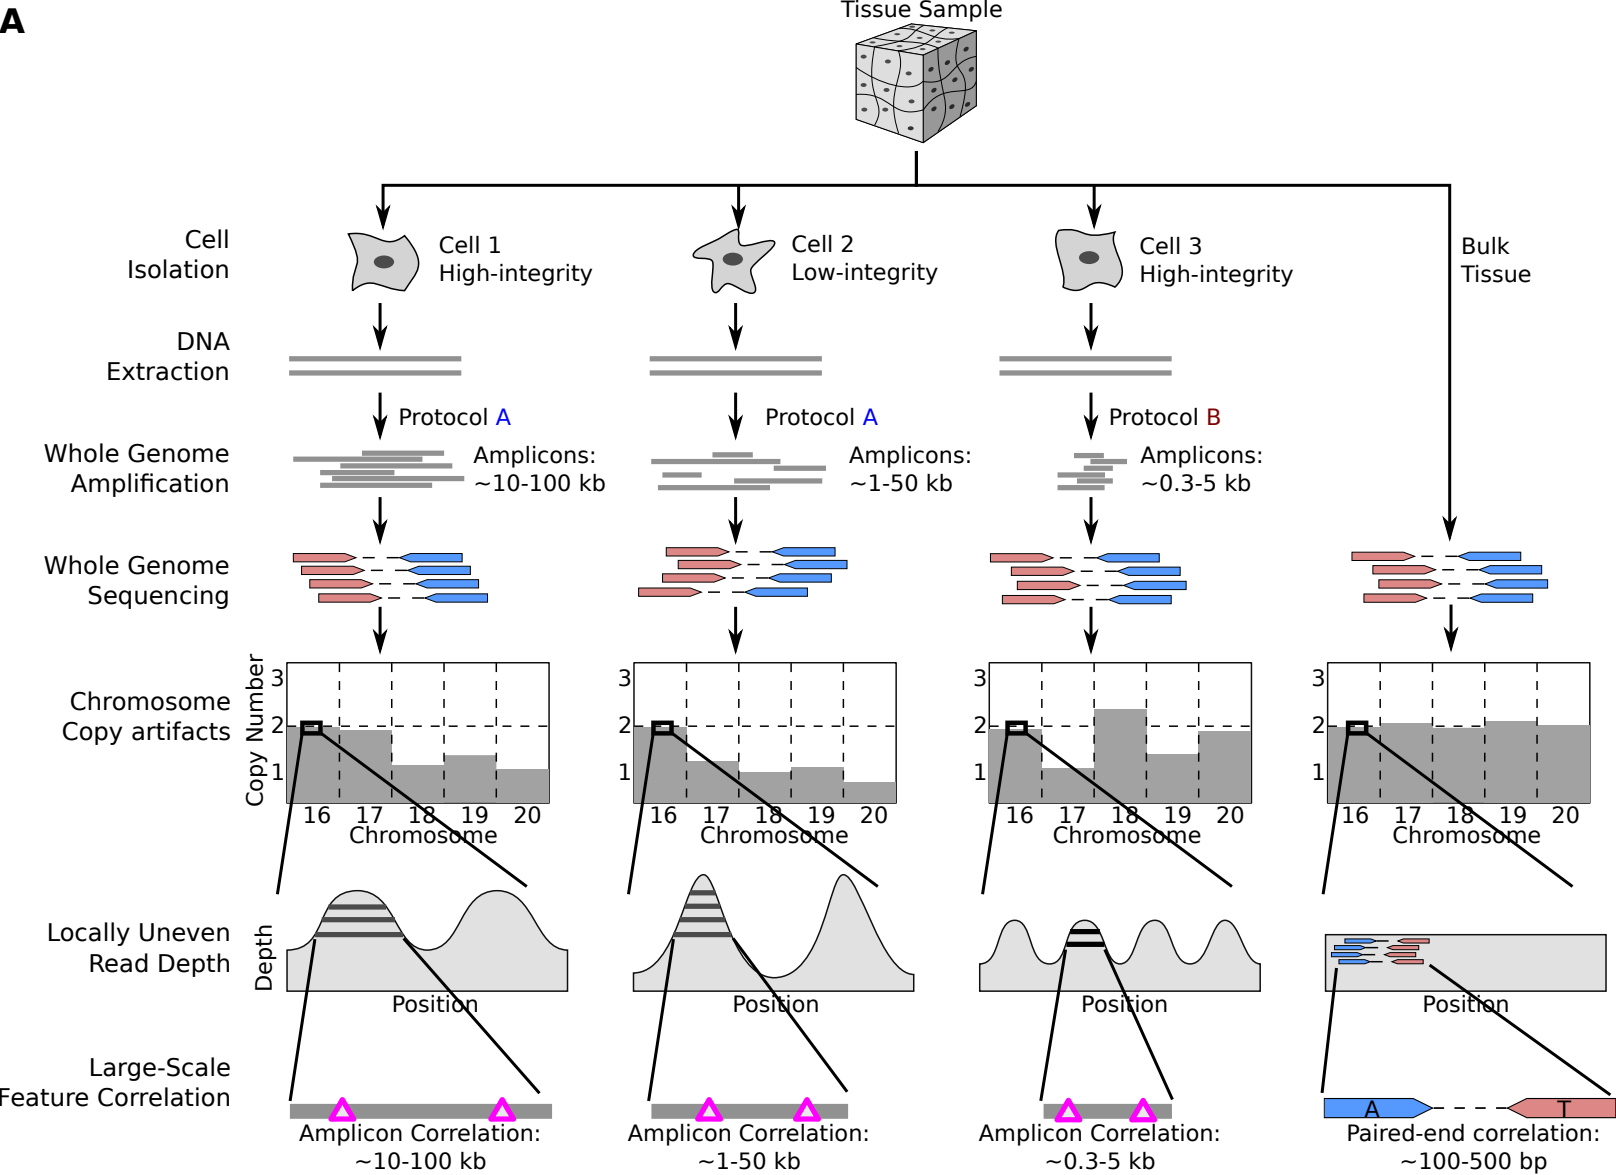 A
Tissue Sample
Cell
Isolation
Cell 1
High-integrity
Cell 2
Low-integrity
Cell 3
High-integrity
Bulk
Tissue
DNA
Extraction
Protocol A
Protocol A
Protocol B
Whole Genome
Amplification
Amplicons:
~10-100 kb
Amplicons:
~1-50 kb
Amplicons:
~0.3-5 kb
Whole Genome
Sequencing
Chromosome
Copy artifacts
Copy Number
3
2
1
16 17 18 19 20
Chromosome
3
2
1
16 17 18 19 20
Chromosome
3
2
1
16 17 18 19 20
Chromosome
3
2
1
16 17 18 19 20
Chromosome
Locally Uneven
Read Depth
Depth
Position
Position
Position
Position
Large-Scale
Feature Correlation
Amplicon Correlation:
~10-100 kb
Amplicon Correlation:
~1-50 kb
Amplicon Correlation:
~0.3-5 kb
A T
Paired-end correlation:
~100-500 bp